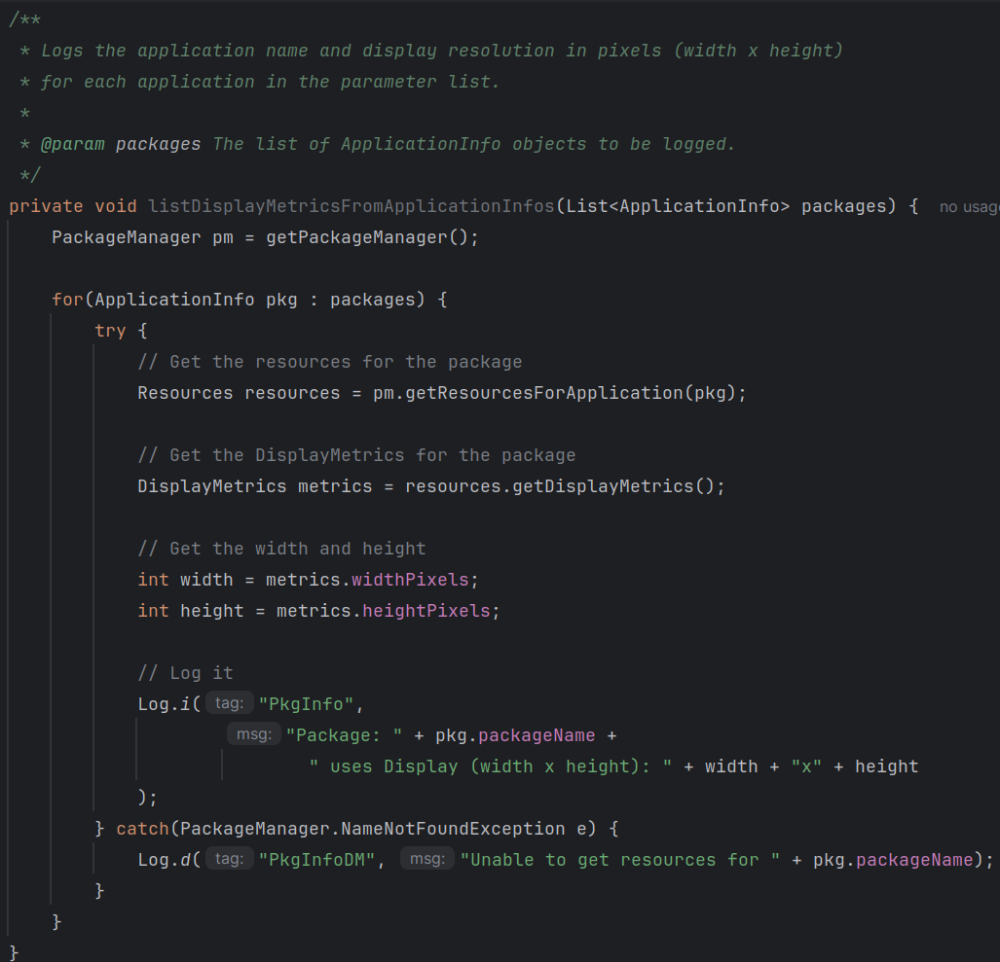 /**
 * Logs the application name and display resolution in pixels (width x height)
 * for each application in the parameter list.
 *
 * @param packages The list of ApplicationInfo objects to be logged.
 */
private void listDisplayMetricsFromApplicationInfos(List<ApplicationInfo> packages) {  no usag
    PackageManager pm = getPackageManager();

    for(ApplicationInfo pkg : packages) {
        try {
            // Get the resources for the package
            Resources resources = pm.getResourcesForApplication(pkg);

            // Get the DisplayMetrics for the package
            DisplayMetrics metrics = resources.getDisplayMetrics();

            // Get the width and height
            int width = metrics.widthPixels;
            int height = metrics.heightPixels;

            // Log it
            Log.i( tag: "PkgInfo",
                    msg: "Package: " + pkg.packageName +
                            " uses Display (width x height): " + width + "x" + height
            );
        } catch(PackageManager.NameNotFoundException e) {
            Log.d( tag: "PkgInfoDM", msg: "Unable to get resources for " + pkg.packageName);
        }
    }
}